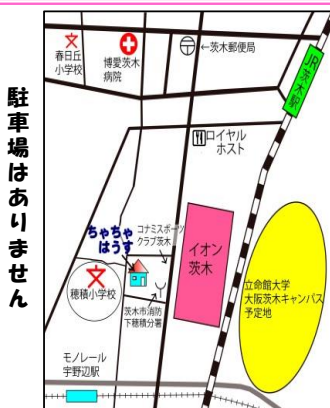 駐車場はありません
春日丘
小学校
博愛茨木
病院
←茨木郵便局
JR茨木駅
ロイヤル
ホスト
ちゃちゃ
はうす
コナミスポーツ
クラブ茨木
イオン
茨木
穂積小学校
茨木市消防
下穂積分署
立命館大学
大阪茨木キャンパス
予定地
モノレール
宇野辺駅